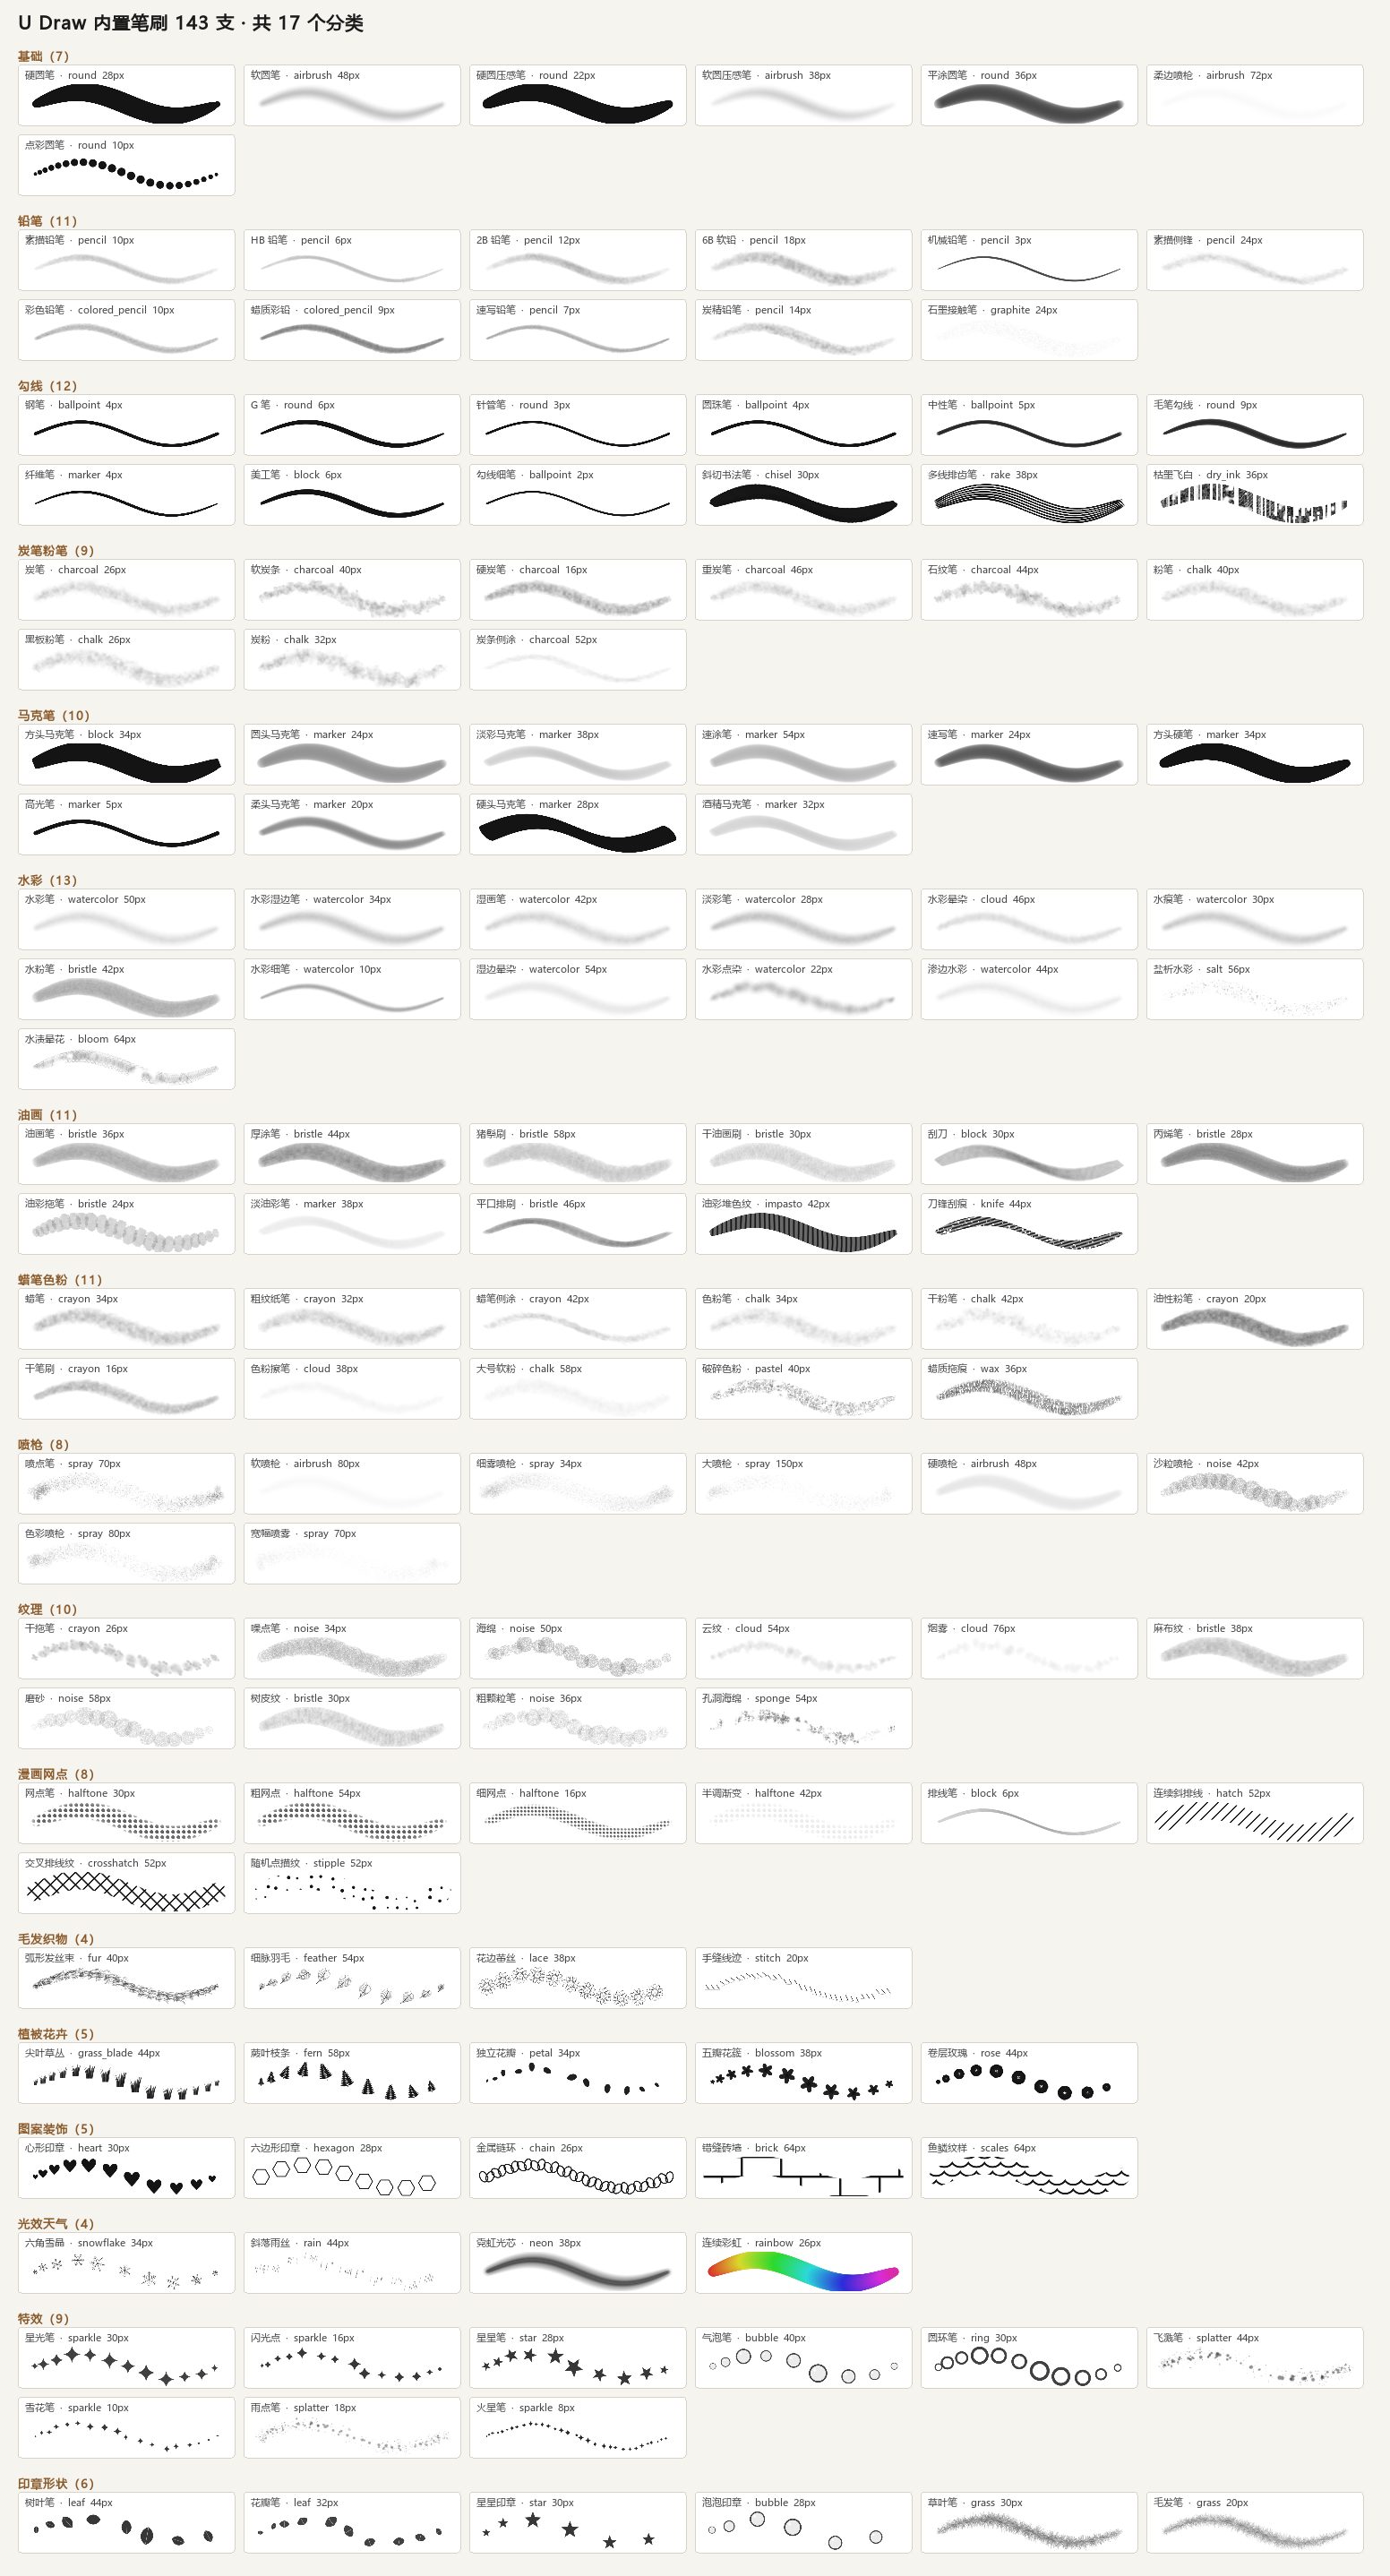 U Draw 内置笔刷 143 支 · 共 17 个分类
基础（7）
硬圆笔 · round 28px
软圆笔 · airbrush 48px
硬圆压感笔 · round 22px
软圆压感笔 · airbrush 38px
平涂圆笔 · round 36px
柔边喷枪 · airbrush 72px
点彩圆笔 · round 10px
铅笔（11）
素描铅笔 · pencil 10px
HB 铅笔 · pencil 6px
2B 铅笔 · pencil 12px
6B 软铅 · pencil 18px
机械铅笔 · pencil 3px
素描侧锋 · pencil 24px
彩色铅笔 · colored_pencil 10px
蜡质彩铅 · colored_pencil 9px
速写铅笔 · pencil 7px
炭精铅笔 · pencil 14px
石墨接触笔 · graphite 24px
勾线（12）
钢笔 · ballpoint 4px
G 笔 · round 6px
针管笔 · round 3px
圆珠笔 · ballpoint 4px
中性笔 · ballpoint 5px
毛笔勾线 · round 9px
纤维笔 · marker 4px
美工笔 · block 6px
勾线细笔 · ballpoint 2px
斜切书法笔 · chisel 30px
多线排齿笔 · rake 38px
枯墨飞白 · dry_ink 36px
炭笔粉笔（9）
炭笔 · charcoal 26px
软炭条 · charcoal 40px
硬炭笔 · charcoal 16px
重炭笔 · charcoal 46px
石纹笔 · charcoal 44px
粉笔 · chalk 40px
黑板粉笔 · chalk 26px
炭粉 · chalk 32px
炭条侧涂 · charcoal 52px
马克笔（10）
方头马克笔 · block 34px
圆头马克笔 · marker 24px
淡彩马克笔 · marker 38px
速涂笔 · marker 54px
速写笔 · marker 24px
方头硬笔 · marker 34px
高光笔 · marker 5px
柔头马克笔 · marker 20px
硬头马克笔 · marker 28px
酒精马克笔 · marker 32px
水彩（13）
水彩笔 · watercolor 50px
水彩湿边笔 · watercolor 34px
湿画笔 · watercolor 42px
淡彩笔 · watercolor 28px
水彩晕染 · cloud 46px
水痕笔 · watercolor 30px
水粉笔 · bristle 42px
水彩细笔 · watercolor 10px
湿边晕染 · watercolor 54px
水彩点染 · watercolor 22px
渗边水彩 · watercolor 44px
盐析水彩 · salt 56px
水渍晕花 · bloom 64px
油画（11）
油画笔 · bristle 36px
厚涂笔 · bristle 44px
猪鬃刷 · bristle 58px
干油画刷 · bristle 30px
刮刀 · block 30px
丙烯笔 · bristle 28px
油彩拖笔 · bristle 24px
淡油彩笔 · marker 38px
平口排刷 · bristle 46px
油彩堆色纹 · impasto 42px
刀锋刮痕 · knife 44px
蜡笔色粉（11）
蜡笔 · crayon 34px
粗纹纸笔 · crayon 32px
蜡笔侧涂 · crayon 42px
色粉笔 · chalk 34px
干粉笔 · chalk 42px
油性粉笔 · crayon 20px
干笔刷 · crayon 16px
色粉擦笔 · cloud 38px
大号软粉 · chalk 58px
破碎色粉 · pastel 40px
蜡质拖痕 · wax 36px
喷枪（8）
喷点笔 · spray 70px
软喷枪 · airbrush 80px
细雾喷枪 · spray 34px
大喷枪 · spray 150px
硬喷枪 · airbrush 48px
沙粒喷枪 · noise 42px
色彩喷枪 · spray 80px
宽幅喷雾 · spray 70px
纹理（10）
干拖笔 · crayon 26px
噪点笔 · noise 34px
海绵 · noise 50px
云纹 · cloud 54px
烟雾 · cloud 76px
麻布纹 · bristle 38px
磨砂 · noise 58px
树皮纹 · bristle 30px
粗颗粒笔 · noise 36px
孔洞海绵 · sponge 54px
漫画网点（8）
网点笔 · halftone 30px
粗网点 · halftone 54px
细网点 · halftone 16px
半调渐变 · halftone 42px
排线笔 · block 6px
连续斜排线 · hatch 52px
交叉排线纹 · crosshatch 52px
随机点描纹 · stipple 52px
毛发织物（4）
弧形发丝束 · fur 40px
细脉羽毛 · feather 54px
花边蕾丝 · lace 38px
手缝线迹 · stitch 20px
植被花卉（5）
尖叶草丛 · grass_blade 44px
蕨叶枝条 · fern 58px
独立花瓣 · petal 34px
五瓣花簇 · blossom 38px
卷层玫瑰 · rose 44px
图案装饰（5）
心形印章 · heart 30px
六边形印章 · hexagon 28px
金属链环 · chain 26px
错缝砖墙 · brick 64px
鱼鳞纹样 · scales 64px
光效天气（4）
六角雪晶 · snowflake 34px
斜落雨丝 · rain 44px
霓虹光芯 · neon 38px
连续彩虹 · rainbow 26px
特效（9）
星光笔 · sparkle 30px
闪光点 · sparkle 16px
星星笔 · star 28px
气泡笔 · bubble 40px
圆环笔 · ring 30px
飞溅笔 · splatter 44px
雪花笔 · sparkle 10px
雨点笔 · splatter 18px
火星笔 · sparkle 8px
印章形状（6）
树叶笔 · leaf 44px
花瓣笔 · leaf 32px
星星印章 · star 30px
泡泡印章 · bubble 28px
草叶笔 · grass 30px
毛发笔 · grass 20px